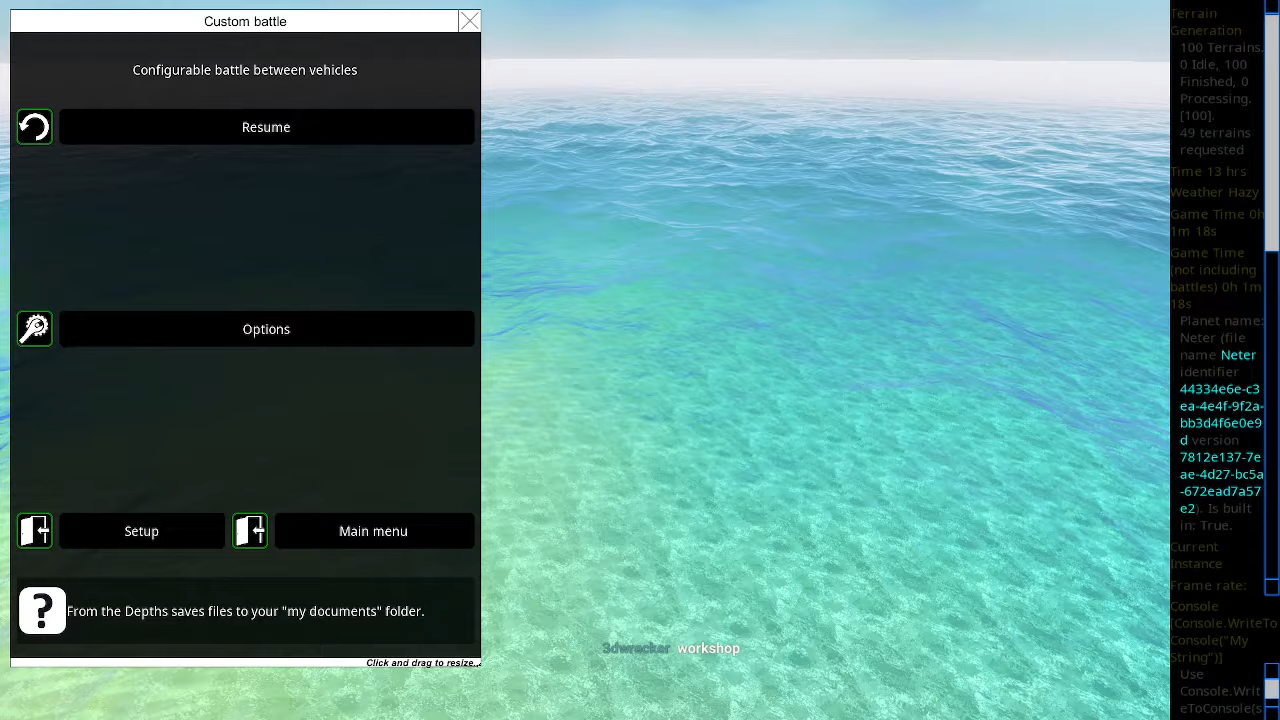 Custom battle
Configurable battle between vehicles
Resume
Options
Setup
Main menu
From the Depths saves files to your "my documents" folder.
Click and drag to resize...
3dwrecker workshop
Terrain
Generation
100 Terrains.
0 Idle, 100
Finished, 0
Processing.
[100].
49 terrains
requested
Time 13 hrs
Weather Hazy
Game Time 0h
1m 18s
Game Time
(not including
battles) 0h 1m
18s
Planet name:
Neter (file
name Neter
identifier
44334e6e-c3
ea-4e4f-9f2a-
bb3d4f6e0e9
d version
7812e137-7e
ae-4d27-bc5a
-672ead7a57
e2). Is built
in: True.
Current
Instance
Frame rate:
Console
[Console.WriteTo
Console("My
String")]
Use
Console.Writ
eToConsole(s